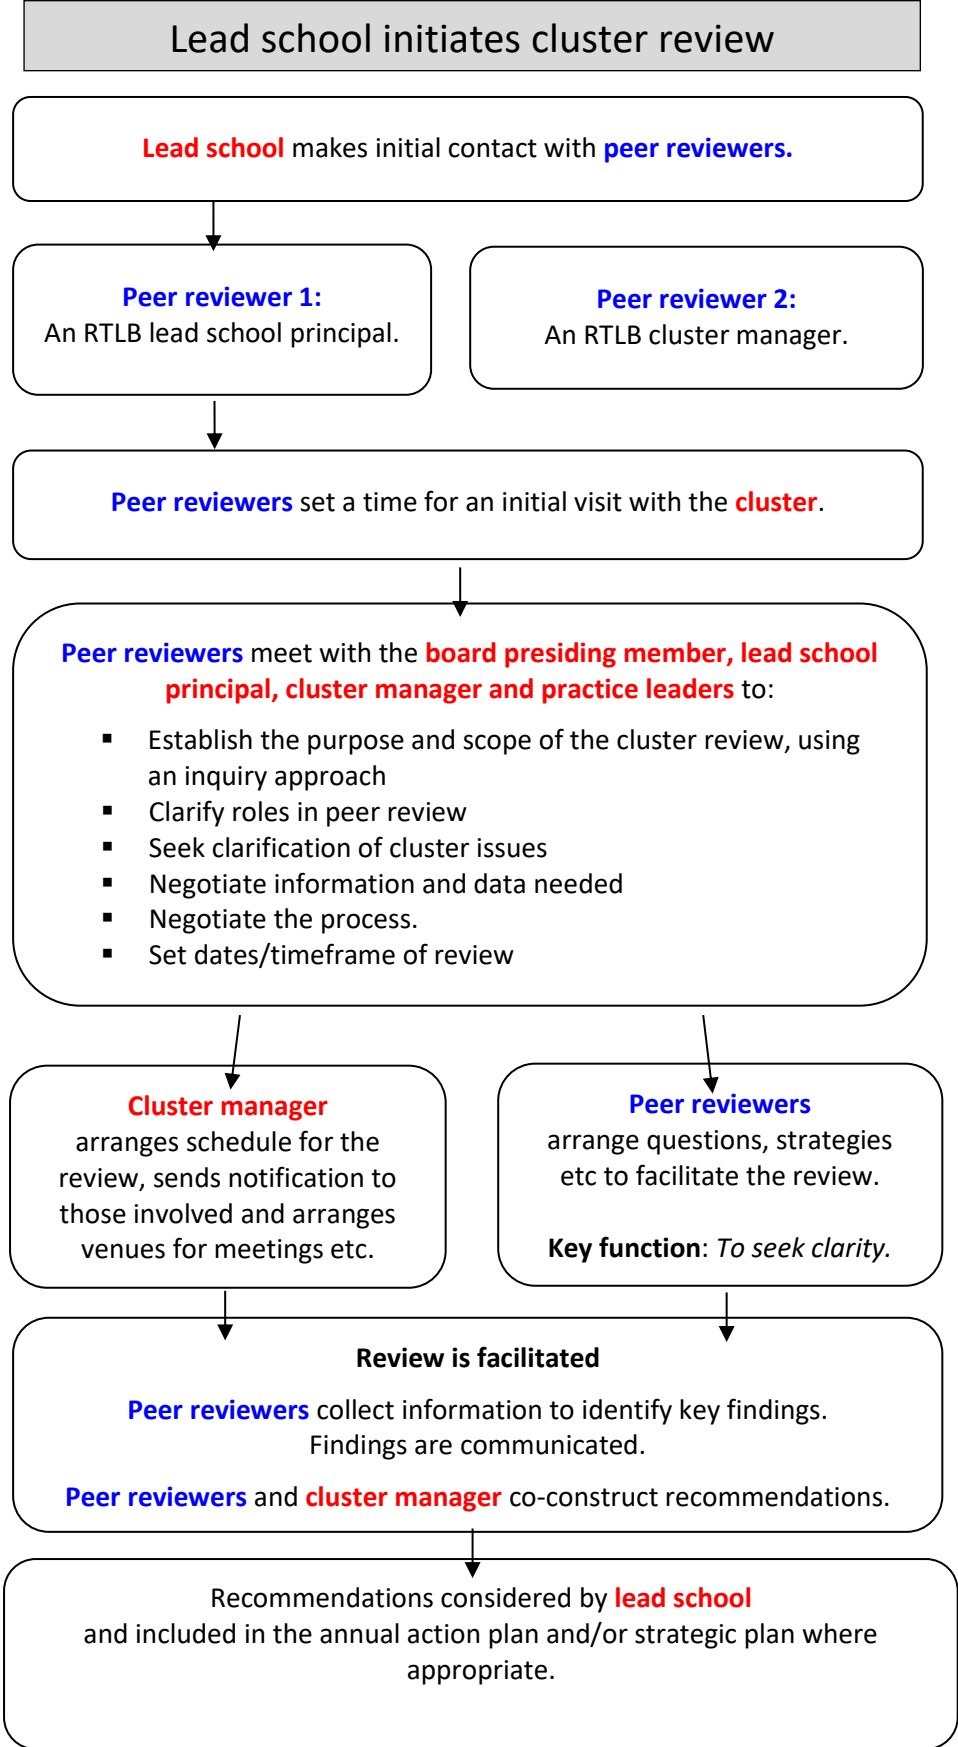 Lead school initiates cluster review
Lead school makes initial contact with peer reviewers.
Peer reviewer 1:
An RTLB lead school principal.
Peer reviewer 2:
An RTLB cluster manager.
Peer reviewers set a time for an initial visit with the cluster.
Peer reviewers meet with the board presiding member, lead school
principal, cluster manager and practice leaders to:
▪ Establish the purpose and scope of the cluster review, using
an inquiry approach
▪ Clarify roles in peer review
▪ Seek clarification of cluster issues
▪ Negotiate information and data needed
▪ Negotiate the process.
▪ Set dates/timeframe of review
Cluster manager
arranges schedule for the
review, sends notification to
those involved and arranges
venues for meetings etc.
Peer reviewers
arrange questions, strategies
etc to facilitate the review.
Key function: To seek clarity.
Review is facilitated
Peer reviewers collect information to identify key findings.
Findings are communicated.
Peer reviewers and cluster manager co-construct recommendations.
Recommendations considered by lead school
and included in the annual action plan and/or strategic plan where
appropriate.